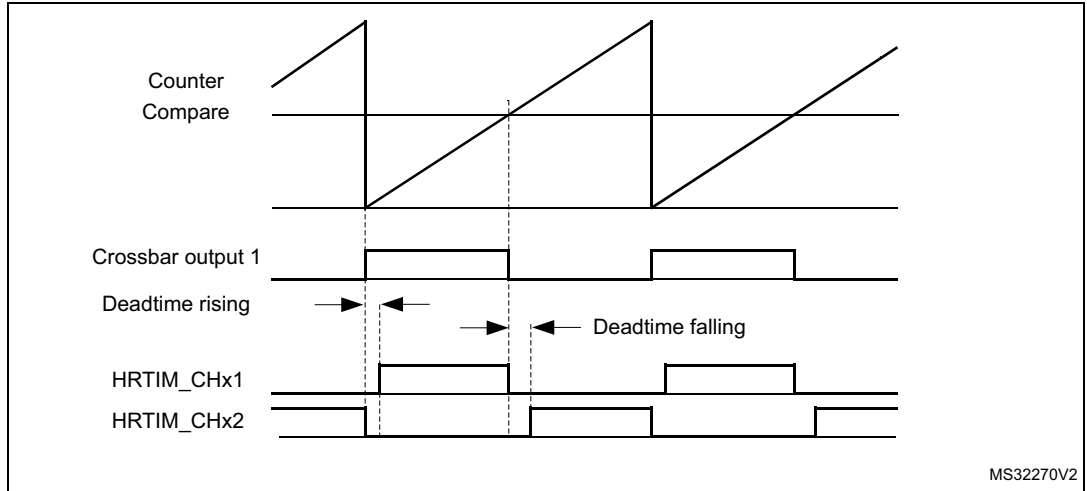 Counter
Compare
Crossbar output 1
Deadtime rising
Deadtime falling
HRTIM_CHx1
HRTIM_CHx2
MS32270V2